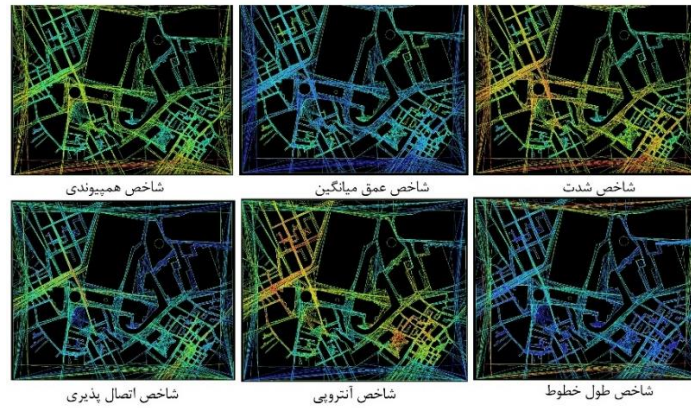 شاخص شدت
شاخص عمق میانگین
شاخص همپیوندی
شاخص طول خطوط
شاخص آنتروپی
شاخص اتصال پذیری